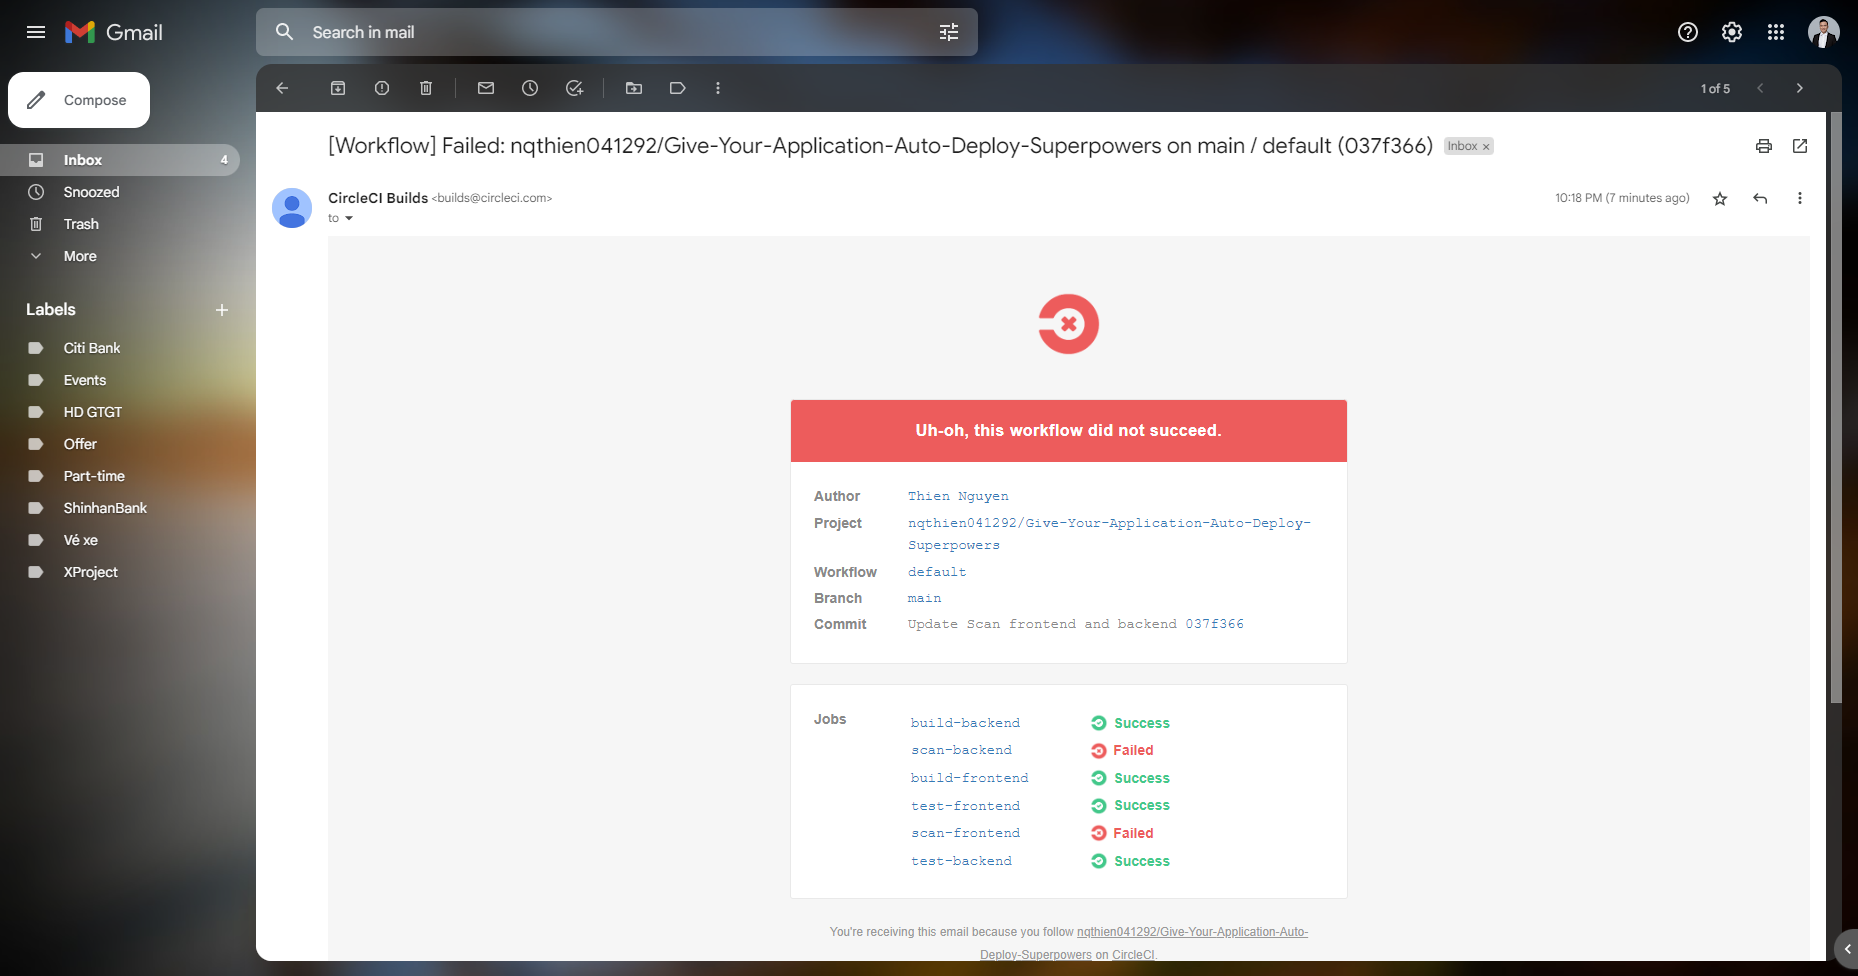 Gmail
Search in mail
Compose
1 of 5
Inbox 4
Snoozed
Trash
More
Labels
Citi Bank
Events
HD GTGT
Offer
Part-time
ShinhanBank
Vé xe
XProject
[Workflow] Failed: nqthien041292/Give-Your-Application-Auto-Deploy-Superpowers on main / default (037f366) Inbox ×
CircleCI Builds <builds@circleci.com> 10:18 PM (7 minutes ago)
to
Uh-oh, this workflow did not succeed.
Author Thien Nguyen
Project nqthien041292/Give-Your-Application-Auto-Deploy-
Superpowers
Workflow default
Branch main
Commit Update Scan frontend and backend 037f366
Jobs build-backend Success
scan-backend Failed
build-frontend Success
test-frontend Success
scan-frontend Failed
test-backend Success
You're receiving this email because you follow nqthien041292/Give-Your-Application-Auto-
Deploy-Superpowers on CircleCI.